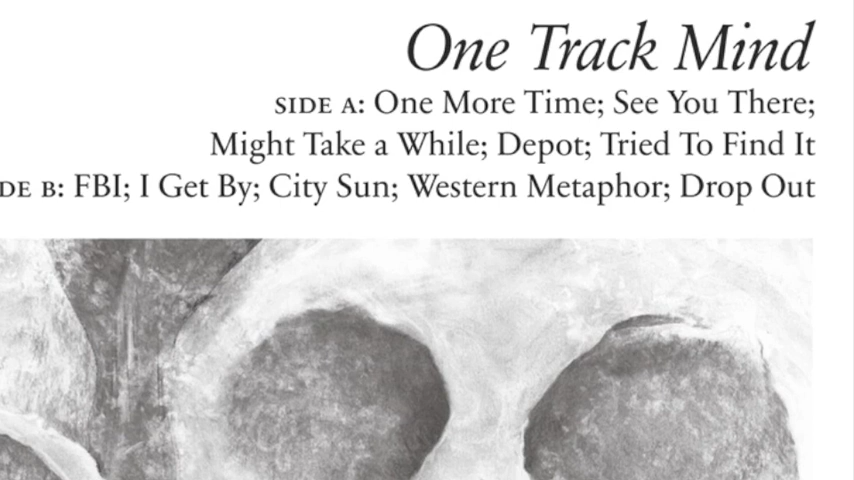 One Track Mind
SIDE A: One More Time; See You There;
Might Take a While; Depot; Tried To Find It
DE B: FBI; I Get By; City Sun; Western Metaphor; Drop Out